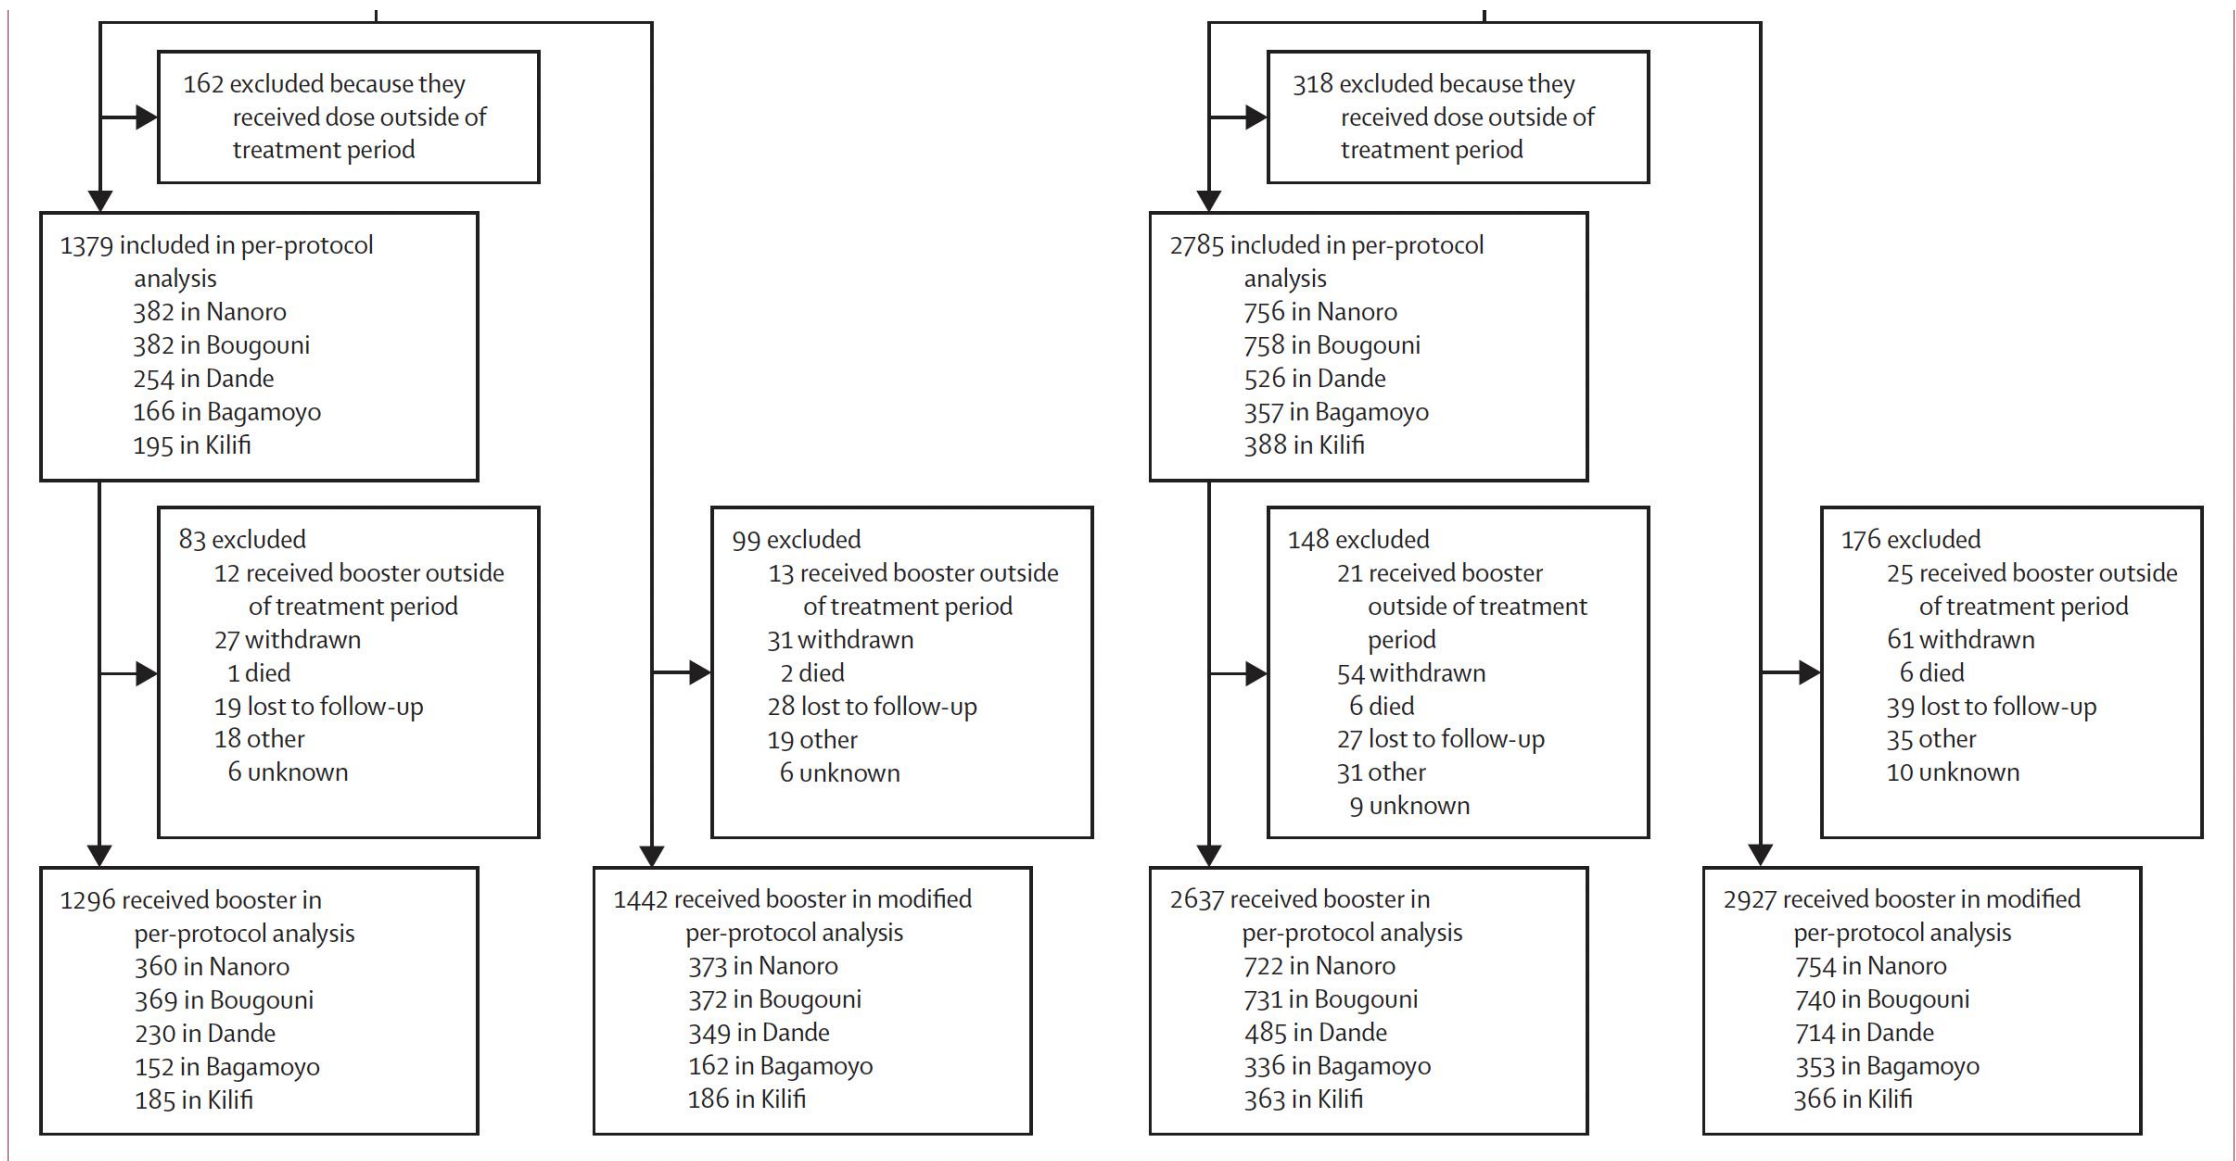 162 excluded because they
received dose outside of
treatment period
318 excluded because they
received dose outside of
treatment period
1379 included in per-protocol
analysis
382 in Nanoro
382 in Bougouni
254 in Dande
166 in Bagamoyo
195 in Kilifi
2785 included in per-protocol
analysis
756 in Nanoro
758 in Bougouni
526 in Dande
357 in Bagamoyo
388 in Kilifi
83 excluded
12 received booster outside
of treatment period
27 withdrawn
1 died
19 lost to follow-up
18 other
6 unknown
99 excluded
13 received booster outside
of treatment period
31 withdrawn
2 died
28 lost to follow-up
19 other
6 unknown
148 excluded
21 received booster
outside of treatment
period
54 withdrawn
6 died
27 lost to follow-up
31 other
9 unknown
176 excluded
25 received booster outside
of treatment period
61 withdrawn
6 died
39 lost to follow-up
35 other
10 unknown
1296 received booster in
per-protocol analysis
360 in Nanoro
369 in Bougouni
230 in Dande
152 in Bagamoyo
185 in Kilifi
1442 received booster in modified
per-protocol analysis
373 in Nanoro
372 in Bougouni
349 in Dande
162 in Bagamoyo
186 in Kilifi
2637 received booster in
per-protocol analysis
722 in Nanoro
731 in Bougouni
485 in Dande
336 in Bagamoyo
363 in Kilifi
2927 received booster in modified
per-protocol analysis
754 in Nanoro
740 in Bougouni
714 in Dande
353 in Bagamoyo
366 in Kilifi